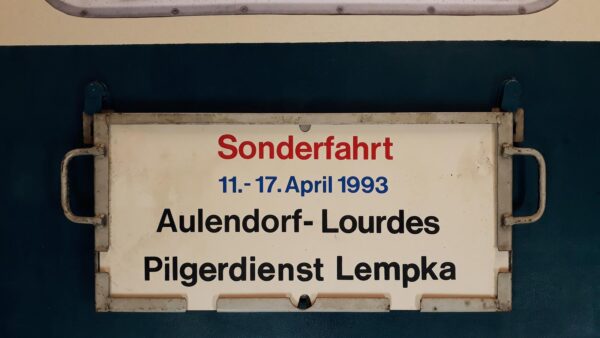 Sonderfahrt
11.- 17. April 1993
Aulendorf- Lourdes
Pilgerdienst Lempka